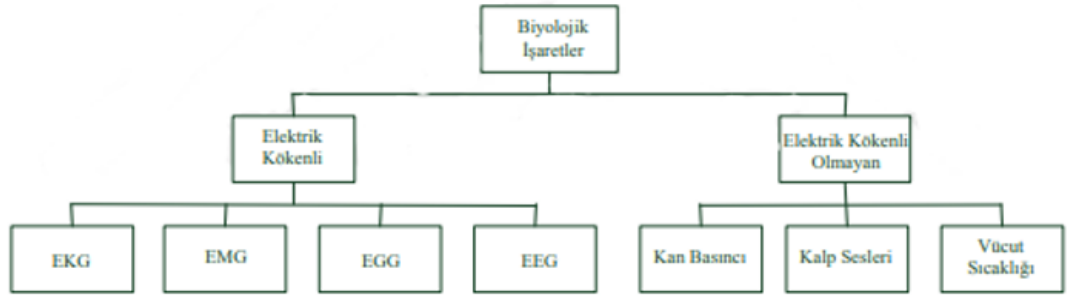 Biyolojik
İşaretler
Elektrik
Kökenli
Elektrik Kökenli
Olmayan
EKG
EMG
EGG
EEG
Kan Basıncı
Kalp Sesleri
Vücut
Sıcaklığı